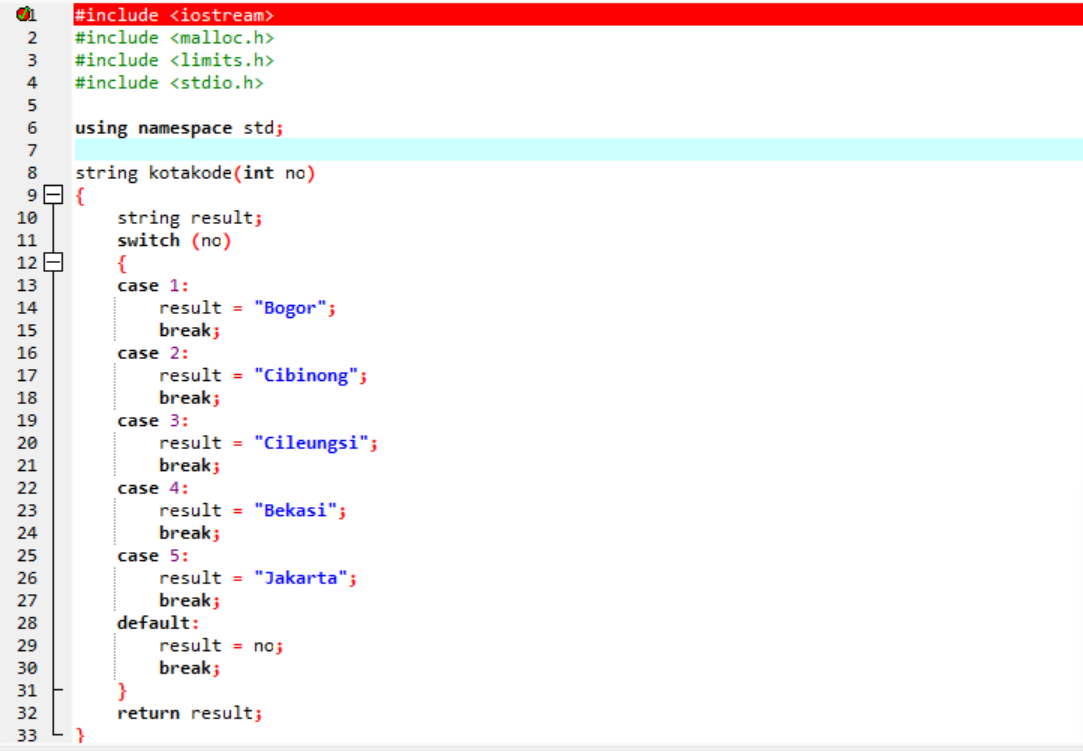 1 #include <iostream>
2 #include <malloc.h>
3 #include <limits.h>
4 #include <stdio.h>
5
6 using namespace std;
7
8 string kotakode(int no)
9 {
10 string result;
11 switch (no)
12 {
13 case 1:
14 result = "Bogor";
15 break;
16 case 2:
17 result = "Cibinong";
18 break;
19 case 3:
20 result = "Cileungsi";
21 break;
22 case 4:
23 result = "Bekasi";
24 break;
25 case 5:
26 result = "Jakarta";
27 break;
28 default:
29 result = no;
30 break;
31 }
32 return result;
33 }